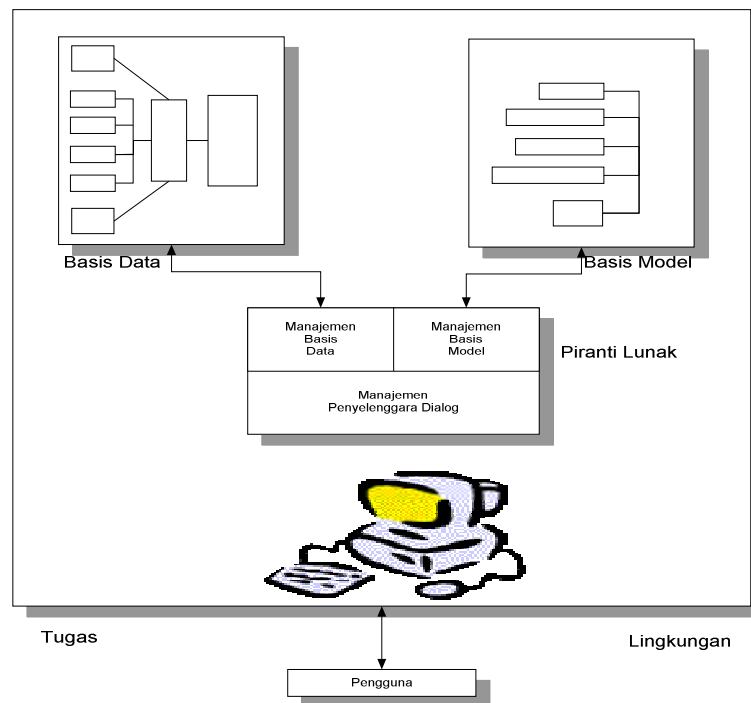 Basis Data
Basis Model
Manajemen
Basis
Data
Manajemen
Basis
Model
Piranti Lunak
Manajemen
Penyelenggara Dialog
Tugas
Lingkungan
Pengguna